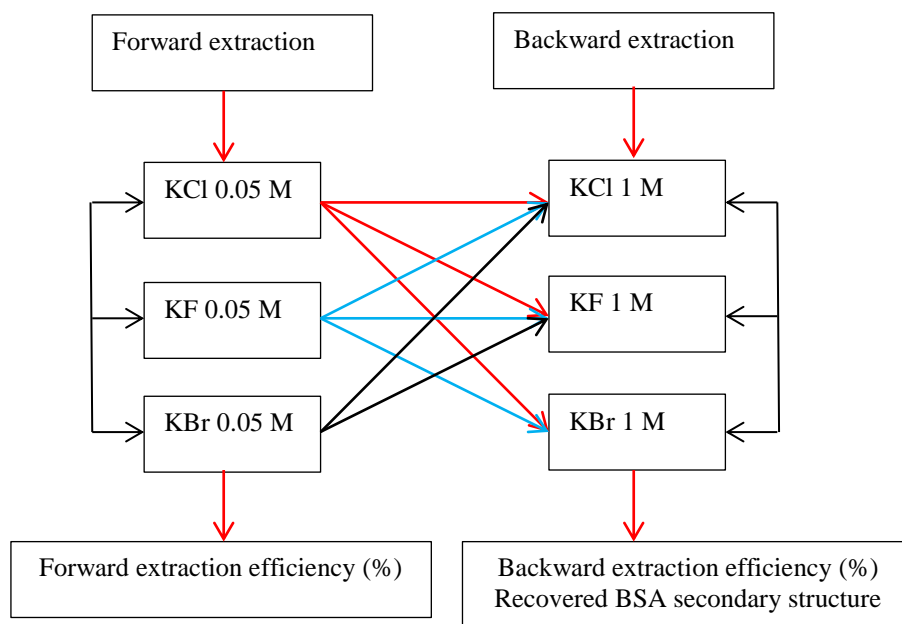 Forward extraction
Backward extraction
KCl 0.05 M
KCl 1 M
KF 0.05 M
KF 1 M
KBr 0.05 M
KBr 1 M
Forward extraction efficiency (%)
Backward extraction efficiency (%)
Recovered BSA secondary structure